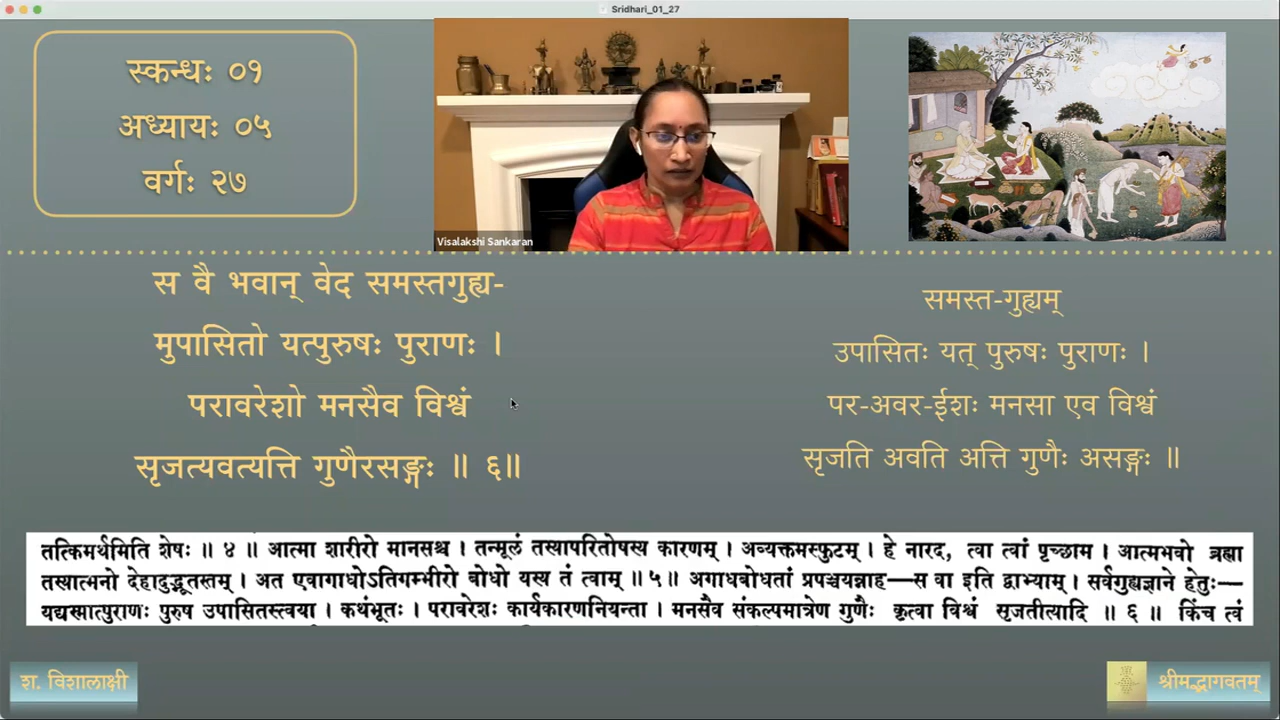 Sridhari_01_27
स्कन्धः ०१
अध्यायः ०५
वर्गः २७
Visalakshi Sankaran
स वै भवान् वेद समस्तगुह्य-
मुपासितो यत्पुरुषः पुराणः ।
परावरेशो मनसैव विश्वं
सृजत्यवत्यत्ति गुणैरसङ्गः ॥ ६॥
समस्त-गुह्यम्
उपासितः यत् पुरुषः पुराणः ।
पर-अवर-ईशः मनसा एव विश्वं
सृजति अवति अत्ति गुणैः असङ्गः ॥
तत्किमर्थमिति शेषः ॥ ४ ॥ आत्मा शारीरो मानसश्च । तन्मूलं तस्यापरितोषस्य कारणम् । अव्यक्तमस्फुटम् । हे नारद, त्वा त्वां पृच्छाम । आत्मभवो ब्रह्मा
तस्यात्मनो देहादुद्भूतस्तम् । अत एवागाधोऽतिगम्भीरो बोधो यस्य तं त्वाम् ॥ ५॥ अगाधबोधतां प्रपञ्चयन्नाह—स वा इति द्वाभ्याम् । सर्वगुह्यज्ञाने हेतुः—
यद्यस्मात्पुराणः पुरुष उपासितस्त्वया । कथंभूतः । परावरेशः कार्यकारणनियन्ता । मनसैव संकल्पमात्रेण गुणैः कृत्वा विश्वं सृजतीत्यादि ॥ ६ ॥ किंच त्वं
श. विशालाक्षी
श्रीमद्भागवतम्